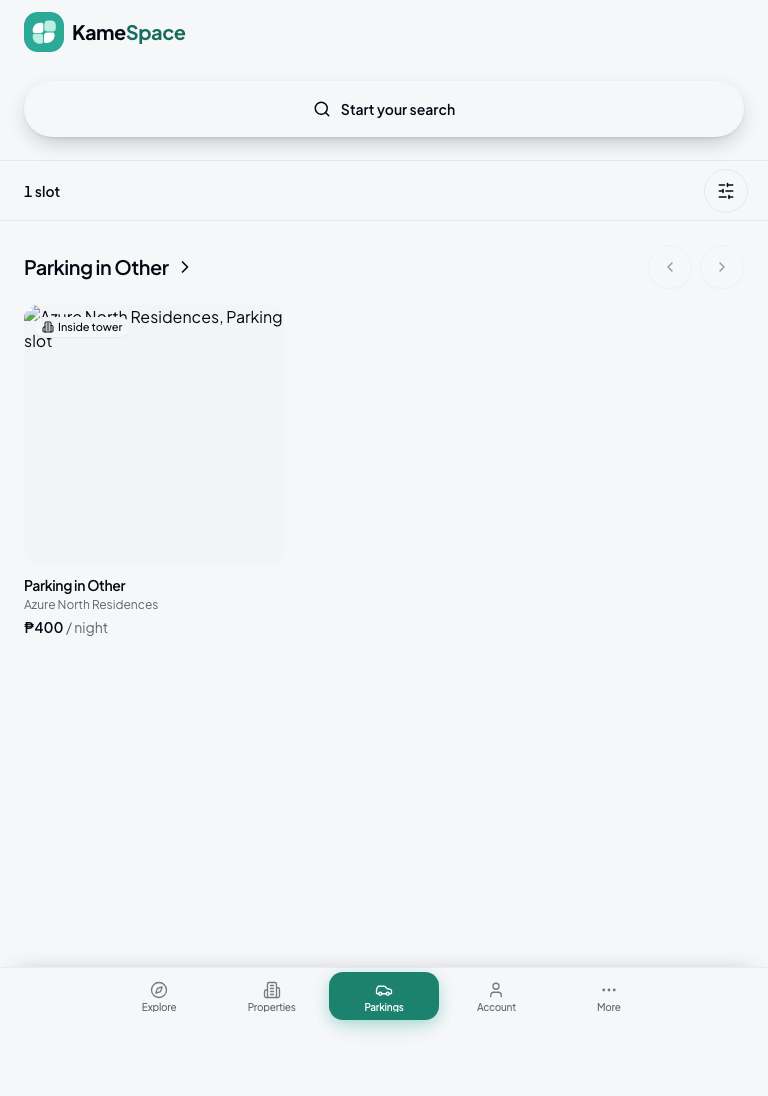 KameSpace
Start your search
1 slot
Parking in Other
Azure North Residences, Parking
slot
Inside tower
Parking in Other
Azure North Residences
₱400 / night
Explore
Properties
Parkings
Account
More